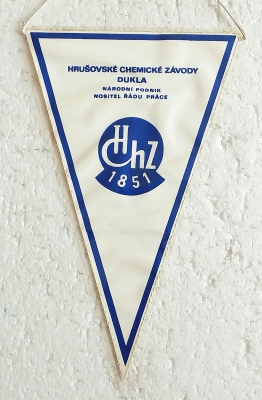 HRUŠOVSKÉ CHEMICKÉ ZÁVODY
DUKLA
NÁRODNÍ PODNIK
NOSITEL ŘÁDU PRÁCE
HCHZ
1851